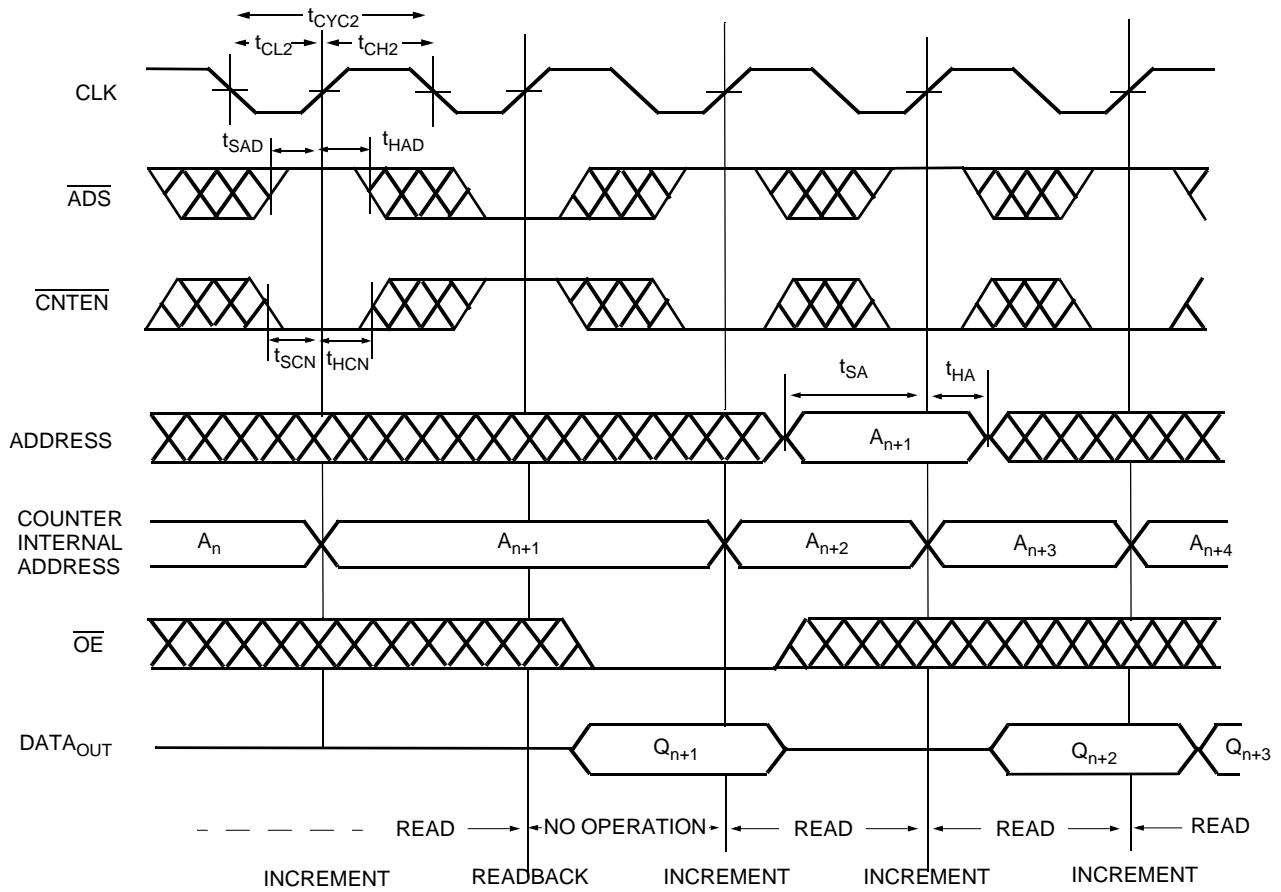 tCYC2
tCL2 tCH2
CLK
tSAD tHAD
ADS
CNTEN
tSCN tHCN
tSA tHA
ADDRESS An+1
COUNTER
INTERNAL
ADDRESS
An An+1 An+2 An+3 An+4
OE
DATAOUT Qn+1 Qn+2 Qn+3
READ NO OPERATION READ READ READ
INCREMENT READBACK INCREMENT INCREMENT INCREMENT